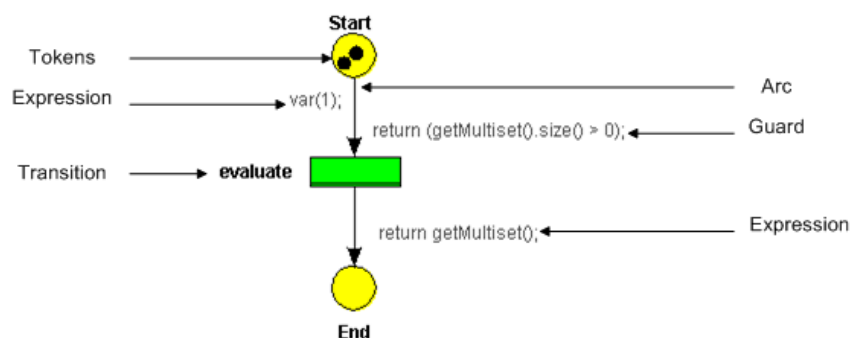 Start
Tokens
Expression
var(1);
Arc
return (getMultiset().size() > 0);
Guard
Transition
evaluate
return getMultiset();
Expression
End